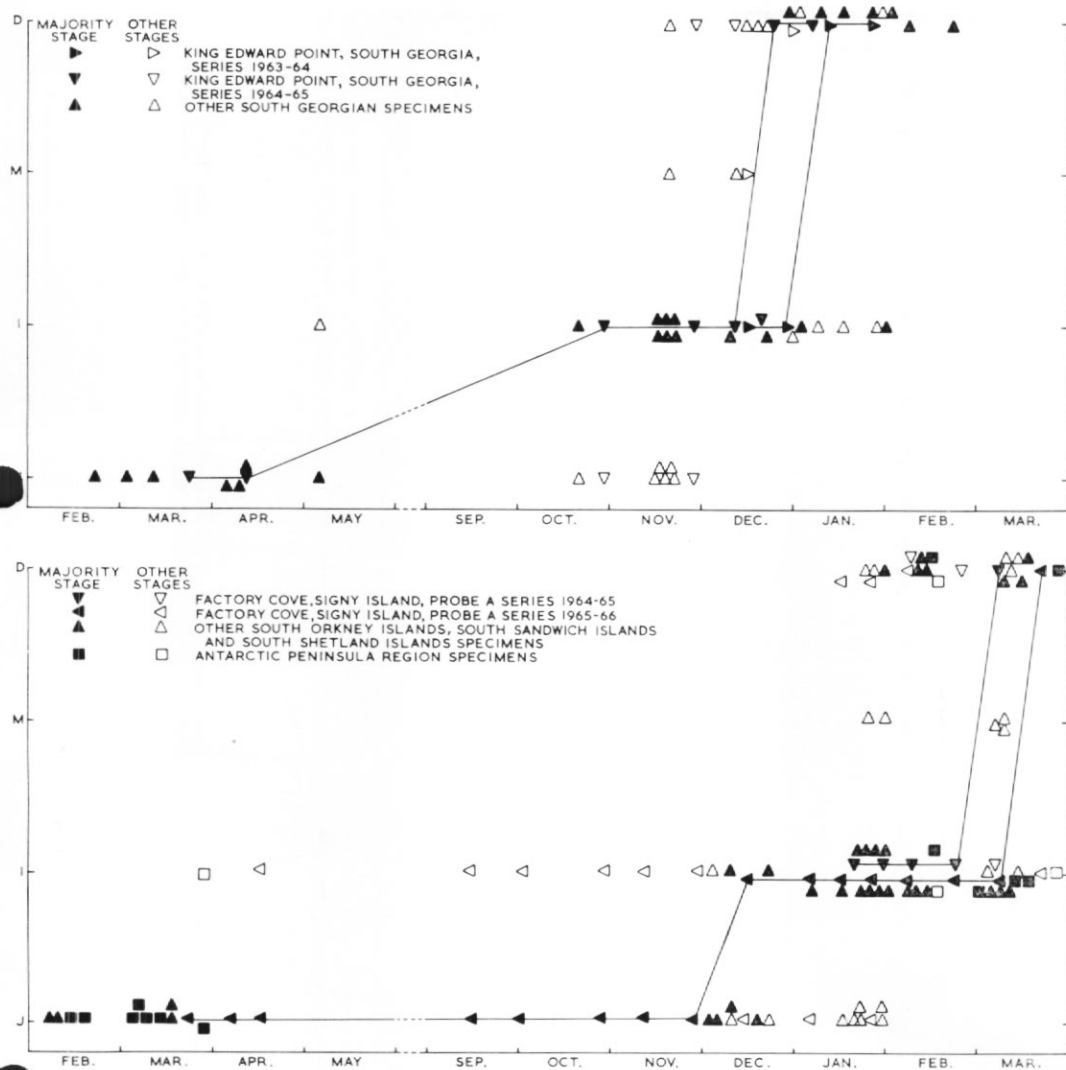 D
MAJORITY OTHER
STAGE STAGES
KING EDWARD POINT, SOUTH GEORGIA,
SERIES 1963-64
KING EDWARD POINT, SOUTH GEORGIA,
SERIES 1964-65
OTHER SOUTH GEORGIAN SPECIMENS
M
I
FEB. MAR. APR. MAY SEP. OCT. NOV. DEC. JAN. FEB. MAR.
D
MAJORITY OTHER
STAGE STAGES
FACTORY COVE, SIGNY ISLAND, PROBE A SERIES 1964-65
FACTORY COVE, SIGNY ISLAND, PROBE A SERIES 1965-66
OTHER SOUTH ORKNEY ISLANDS, SOUTH SANDWICH ISLANDS
AND SOUTH SHETLAND ISLANDS SPECIMENS
ANTARCTIC PENINSULA REGION SPECIMENS
M
I
J
FEB. MAR. APR. MAY SEP. OCT. NOV. DEC. JAN. FEB. MAR.